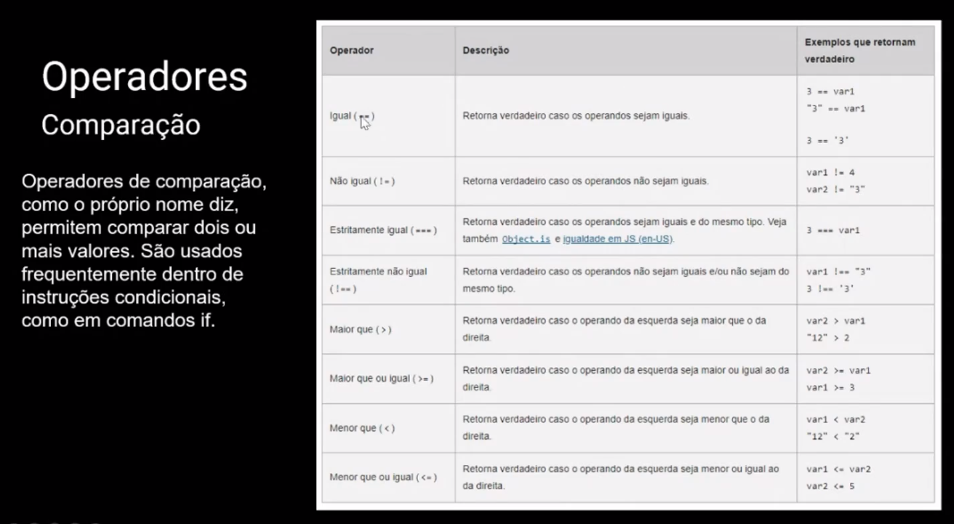 Operadores
Comparação
Operadores de comparação,
como o próprio nome diz,
permitem comparar dois ou
mais valores. São usados
frequentemente dentro de
instruções condicionais,
como em comandos if.
Operador
Descrição
Exemplos que retornam
verdadeiro
Igual (==)
Retorna verdadeiro caso os operandos sejam iguais.
3 == var1
"3" == var1
3 == '3'
Não igual (!=)
Retorna verdadeiro caso os operandos não sejam iguais.
var1 != 4
var2 != "3"
Estritamente igual (===)
Retorna verdadeiro caso os operandos sejam iguais e do mesmo tipo. Veja
também Object.is e igualdade em JS (en-US).
3 === var1
Estritamente não igual
(!==)
Retorna verdadeiro caso os operandos não sejam iguais e/ou não sejam do
mesmo tipo.
var1 !== "3"
3 !== '3'
Maior que (>)
Retorna verdadeiro caso o operando da esquerda seja maior que o da
direita.
var2 > var1
"12" > 2
Maior que ou igual (>=)
Retorna verdadeiro caso o operando da esquerda seja maior ou igual ao da
direita.
var2 >= var1
var1 >= 3
Menor que (<)
Retorna verdadeiro caso o operando da esquerda seja menor que o da
direita.
var1 < var2
"12" < "2"
Menor que ou igual (<=)
Retorna verdadeiro caso o operando da esquerda seja menor ou igual ao
da direita.
var1 <= var2
var2 <= 5